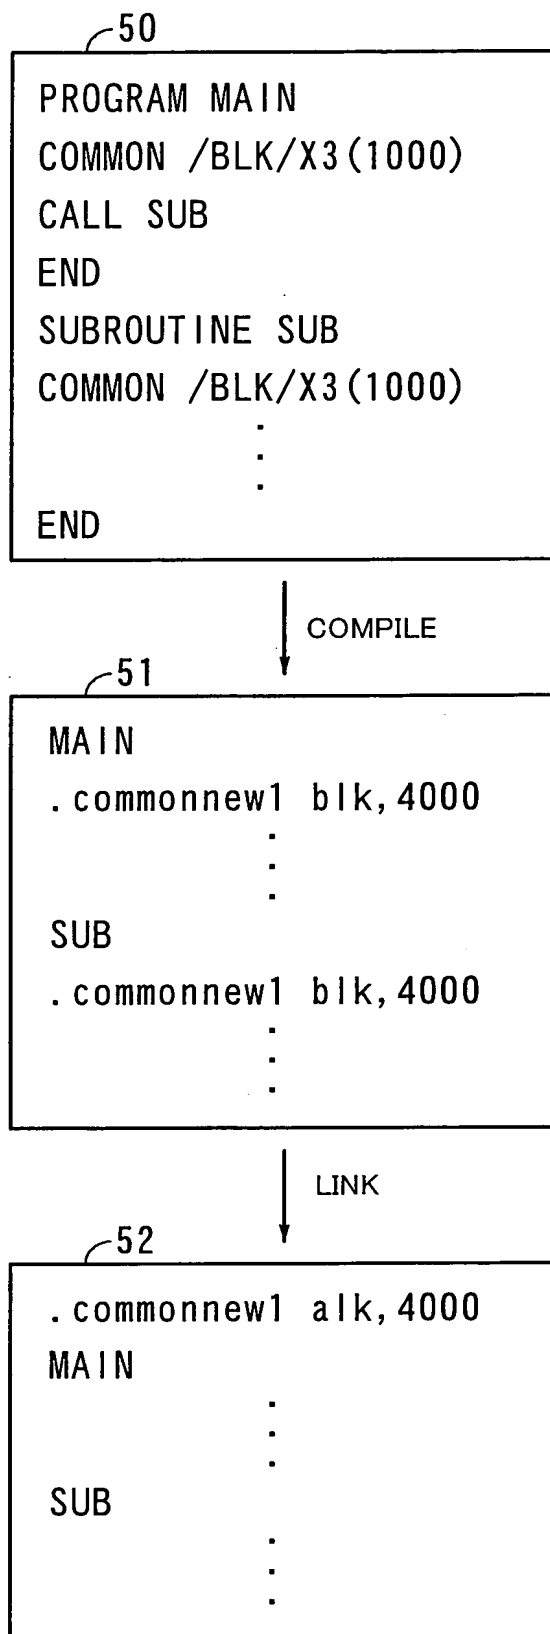 50
PROGRAM MAIN
COMMON /BLK/X3(1000)
CALL SUB
END
SUBROUTINE SUB
COMMON /BLK/X3(1000)
.
.
.
END
COMPILE
51
MAIN
.commonnew1 blk,4000
.
.
.
SUB
.commonnew1 blk,4000
.
.
.
LINK
52
.commonnew1 alk,4000
MAIN
.
.
.
SUB
.
.
.